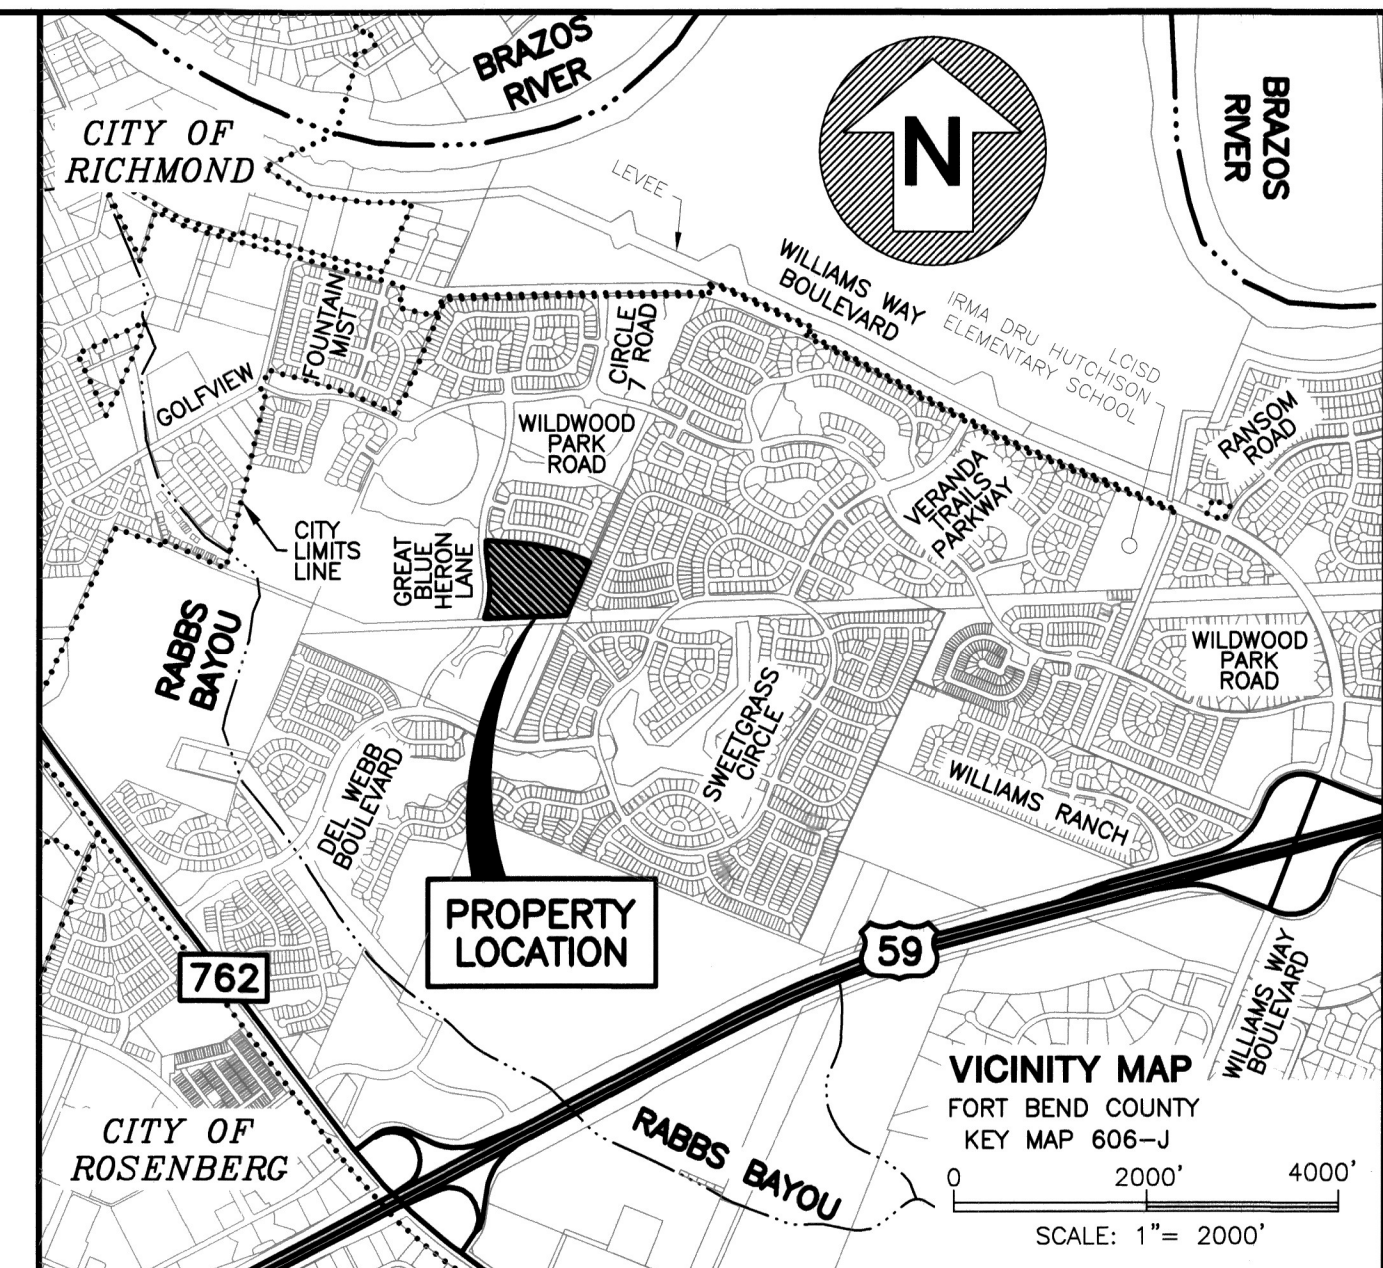 BRAZOS
RIVER
BRAZOS
RIVER
CITY OF
RICHMOND
N
LEVEE
WILLIAMS WAY
BOULEVARD
IRMA DRU HUTCHISON
ELEMENTARY SCHOOL
LCISD
FOUNTAIN
MIST
CIRCLE
7 ROAD
GOLFVIEW
WILDWOOD
PARK
ROAD
RANSOM
ROAD
VERANDA
TRAILS
PARKWAY
CITY
LIMITS
LINE
GREAT
BLUE
HERON
LANE
RABBS
BAYOU
WILDWOOD
PARK
ROAD
SWEETGRASS
CIRCLE
DEL WEBB
BOULEVARD
WILLIAMS RANCH
PROPERTY
LOCATION
59
762
WILLIAMS WAY
BOULEVARD
CITY OF
ROSENBERG
RABBS BAYOU
VICINITY MAP
FORT BEND COUNTY
KEY MAP 606-J
0 2000' 4000'
SCALE: 1"= 2000'